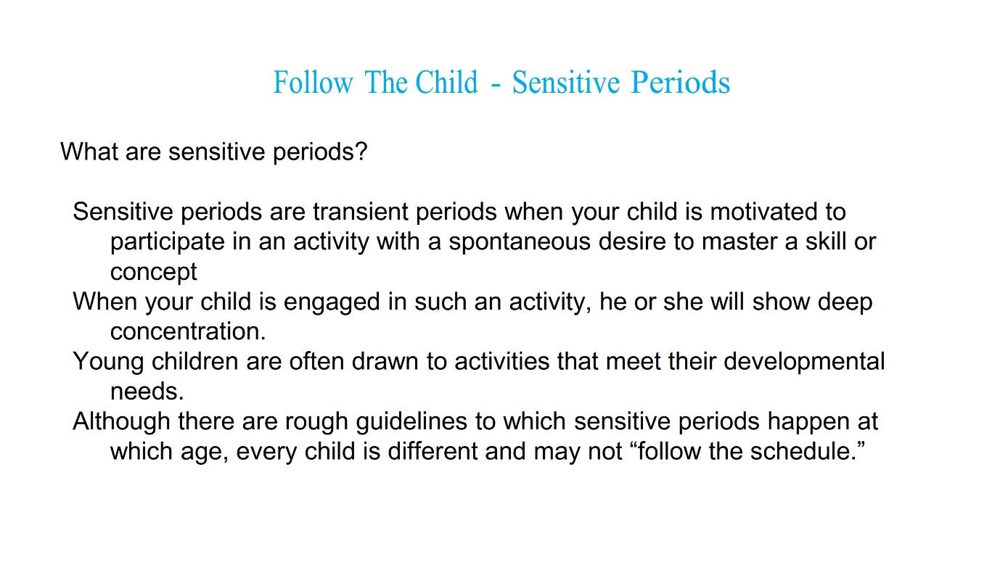 Follow The Child - Sensitive Periods
What are sensitive periods?
Sensitive periods are transient periods when your child is motivated to
participate in an activity with a spontaneous desire to master a skill or
concept
When your child is engaged in such an activity, he or she will show deep
concentration.
Young children are often drawn to activities that meet their developmental
needs.
Although there are rough guidelines to which sensitive periods happen at
which age, every child is different and may not “follow the schedule.”